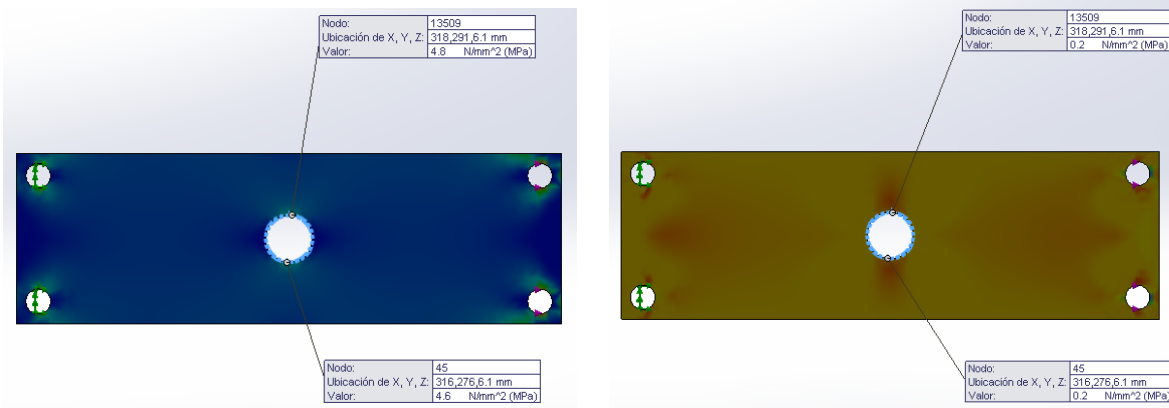 Nodo: 13509
Ubicación de X, Y, Z: 318,291,6.1 mm
Valor: 4.8 N/mm^2 (MPa)
Nodo: 45
Ubicación de X, Y, Z: 316,276,6.1 mm
Valor: 4.6 N/mm^2 (MPa)
Nodo: 13509
Ubicación de X, Y, Z: 318,291,6.1 mm
Valor: 0.2 N/mm^2 (MPa)
Nodo: 45
Ubicación de X, Y, Z: 316,276,6.1 mm
Valor: 0.2 N/mm^2 (MPa)